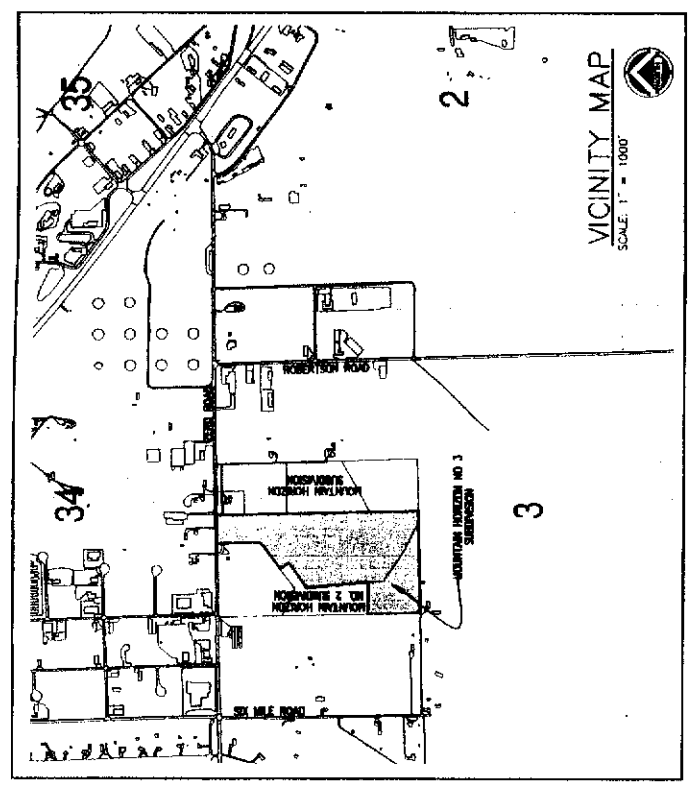 35
2
VICINITY MAP
SCALE: 1" = 1000'
34
ROAD
ROBERTSON ROAD
MOUNTAIN HORIZON
SUBDIVISION
MOUNTAIN HORIZON NO 3
SUBDIVISION
3
MOUNTAIN HORIZON
NO. 2 SUBDIVISION
SIX MILE ROAD